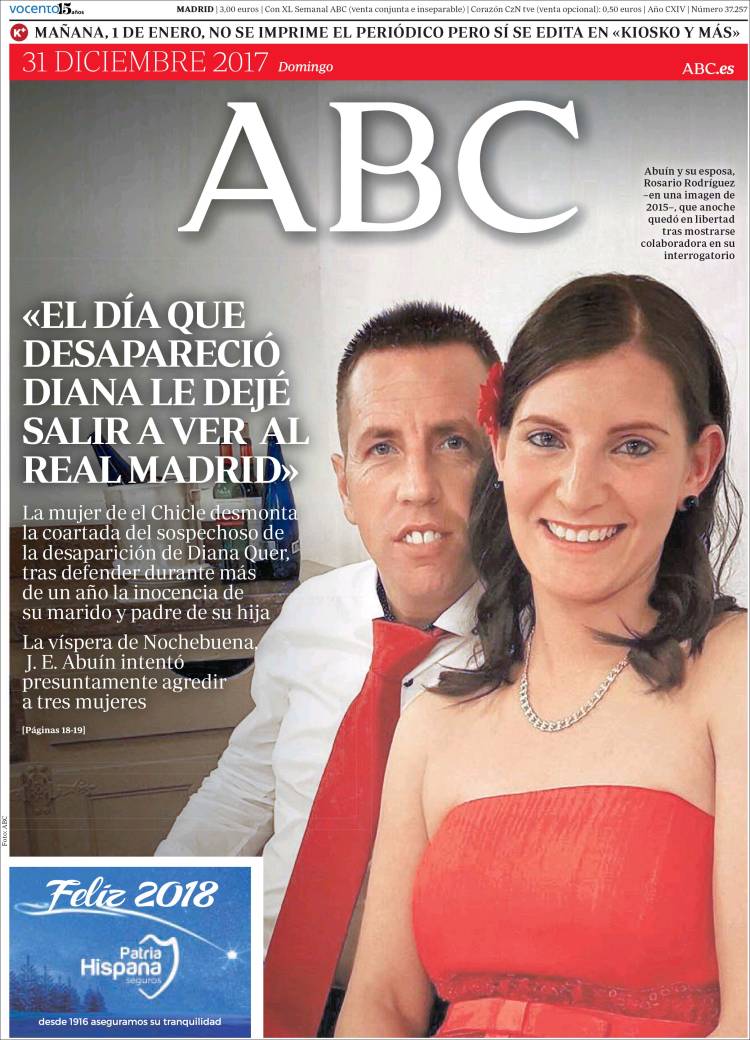 vocento 15 años
MADRID | 3,00 euros | Con XL Semanal ABC (venta conjunta e inseparable) | Corazón CzN tve (venta opcional): 0,50 euros | Año CXIV | Número 37.257
K+ MAÑANA, 1 DE ENERO, NO SE IMPRIME EL PERIÓDICO PERO SÍ SE EDITA EN «KIOSKO Y MÁS»
31 DICIEMBRE 2017 Domingo
ABC.es
ABC
Abuín y su esposa,
Rosario Rodríguez
–en una imagen de
2015–, que anoche
quedó en libertad
tras mostrarse
colaboradora en su
interrogatorio
«EL DÍA QUE
DESAPARECIÓ
DIANA LE DEJÉ
SALIR A VER AL
REAL MADRID»
La mujer de el Chicle desmonta
la coartada del sospechoso de
la desaparición de Diana Quer,
tras defender durante más
de un año la inocencia de
su marido y padre de su hija
La víspera de Nochebuena,
J. E. Abuín intentó
presuntamente agredir
a tres mujeres
[Páginas 18-19]
Foto: ABC
Feliz 2018
Patria
Hispana
seguros
desde 1916 aseguramos su tranquilidad